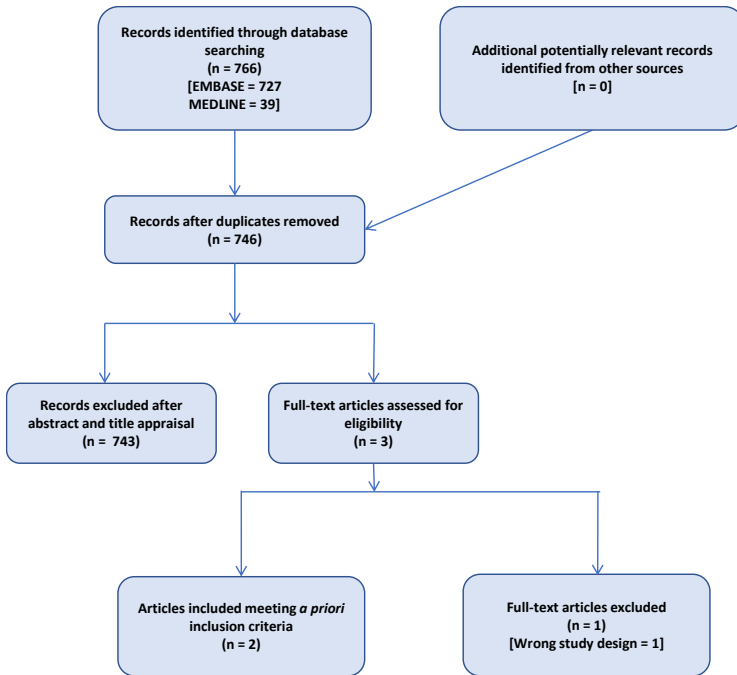 Records identified through database
searching
(n = 766)
[EMBASE = 727
MEDLINE = 39]
Additional potentially relevant records
identified from other sources
[n = 0]
Records after duplicates removed
(n = 746)
Records excluded after
abstract and title appraisal
(n = 743)
Full-text articles assessed for
eligibility
(n = 3)
Articles included meeting a priori
inclusion criteria
(n = 2)
Full-text articles excluded
(n = 1)
[Wrong study design = 1]